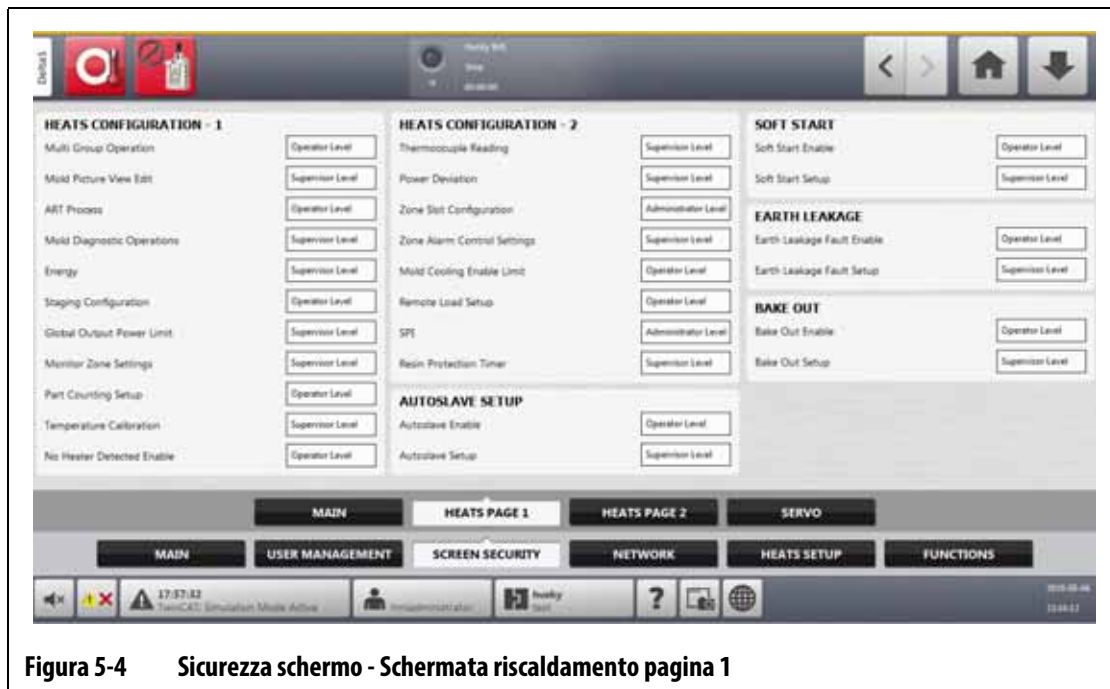 Delta3
HEATS CONFIGURATION - 1
Multi Group Operation Operator Level
Mold Picture View Edit Supervisor Level
ART Process Operator Level
Mold Diagnostic Operations Supervisor Level
Energy Supervisor Level
Staging Configuration Operator Level
Global Output Power Limit Supervisor Level
Monitor Zone Settings Supervisor Level
Part Counting Setup Operator Level
Temperature Calibration Supervisor Level
No Heater Detected Enable Operator Level
HEATS CONFIGURATION - 2
Thermocouple Reading Supervisor Level
Power Deviation Supervisor Level
Zone Slot Configuration Administrator Level
Zone Alarm Control Settings Supervisor Level
Mold Cooling Enable Limit Operator Level
Remote Load Setup Operator Level
SPI Administrator Level
Resin Protection Timer Supervisor Level
AUTOSLAVE SETUP
Autoslave Enable Operator Level
Autoslave Setup Supervisor Level
SOFT START
Soft Start Enable Operator Level
Soft Start Setup Supervisor Level
EARTH LEAKAGE
Earth Leakage Fault Enable Operator Level
Earth Leakage Fault Setup Supervisor Level
BAKE OUT
Bake Out Enable Operator Level
Bake Out Setup Supervisor Level
MAIN HEATS PAGE 1 HEATS PAGE 2 SERVO
MAIN USER MANAGEMENT SCREEN SECURITY NETWORK HEATS SETUP FUNCTIONS
17:57:32
TwinCAT: Simulation Mode Active
husky
test
?
Figura 5-4 Sicurezza schermo - Schermata riscaldamento pagina 1